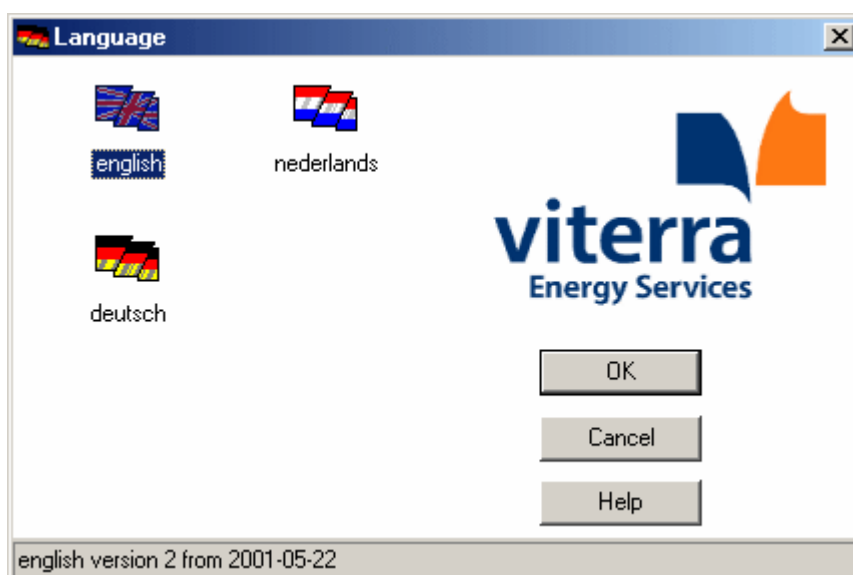 Language
english
nederlands
deutsch
viterra
Energy Services
OK
Cancel
Help
english version 2 from 2001-05-22